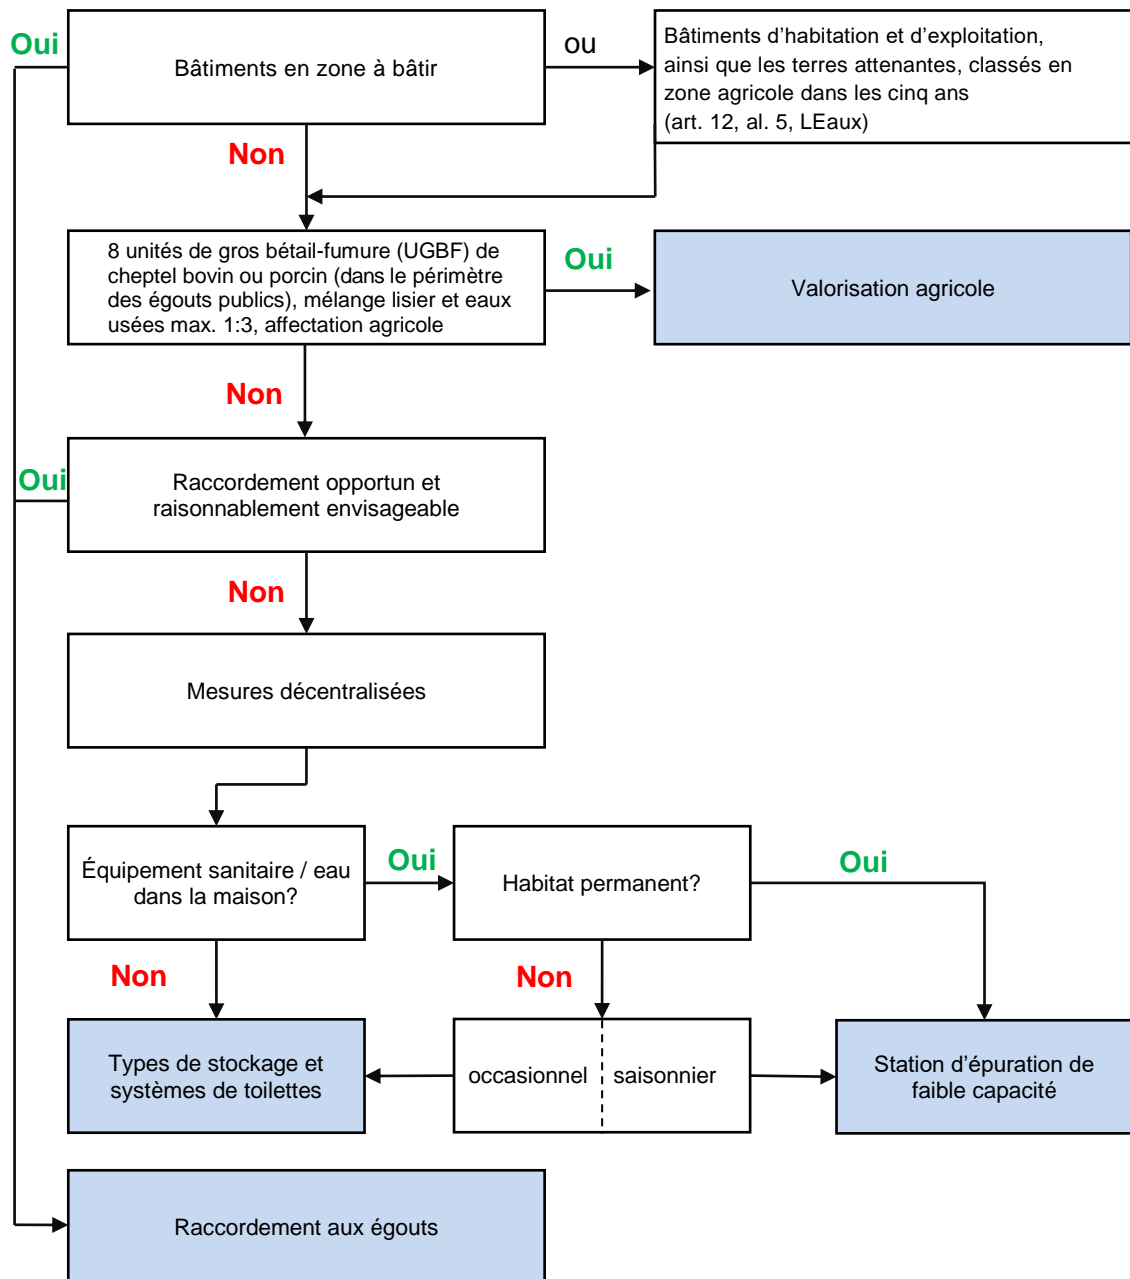 Oui
Bâtiments en zone à bâtir
ou
Bâtiments d'habitation et d'exploitation,
ainsi que les terres attenantes, classés en
zone agricole dans les cinq ans
(art. 12, al. 5, LEaux)
Non
8 unités de gros bétail-fumure (UGBF) de
cheptel bovin ou porcin (dans le périmètre
des égouts publics), mélange lisier et eaux
usées max. 1:3, affectation agricole
Oui
Valorisation agricole
Non
Oui
Raccordement opportun et
raisonnablement envisageable
Non
Mesures décentralisées
Équipement sanitaire / eau
dans la maison?
Oui
Habitat permanent?
Oui
Non
Non
Types de stockage et
systèmes de toilettes
occasionnel
saisonnier
Station d'épuration de
faible capacité
Raccordement aux égouts